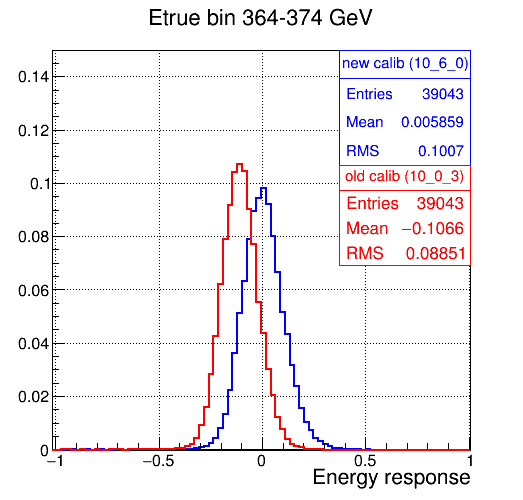 Etrue bin 364-374 GeV
new calib (10_6_0)
Entries 39043
Mean 0.005859
RMS 0.1007
old calib (10_0_3)
Entries 39043
Mean −0.1066
RMS 0.08851
0.14
0.12
0.1
0.08
0.06
0.04
0.02
0
−1 −0.5 0 0.5 1
Energy response